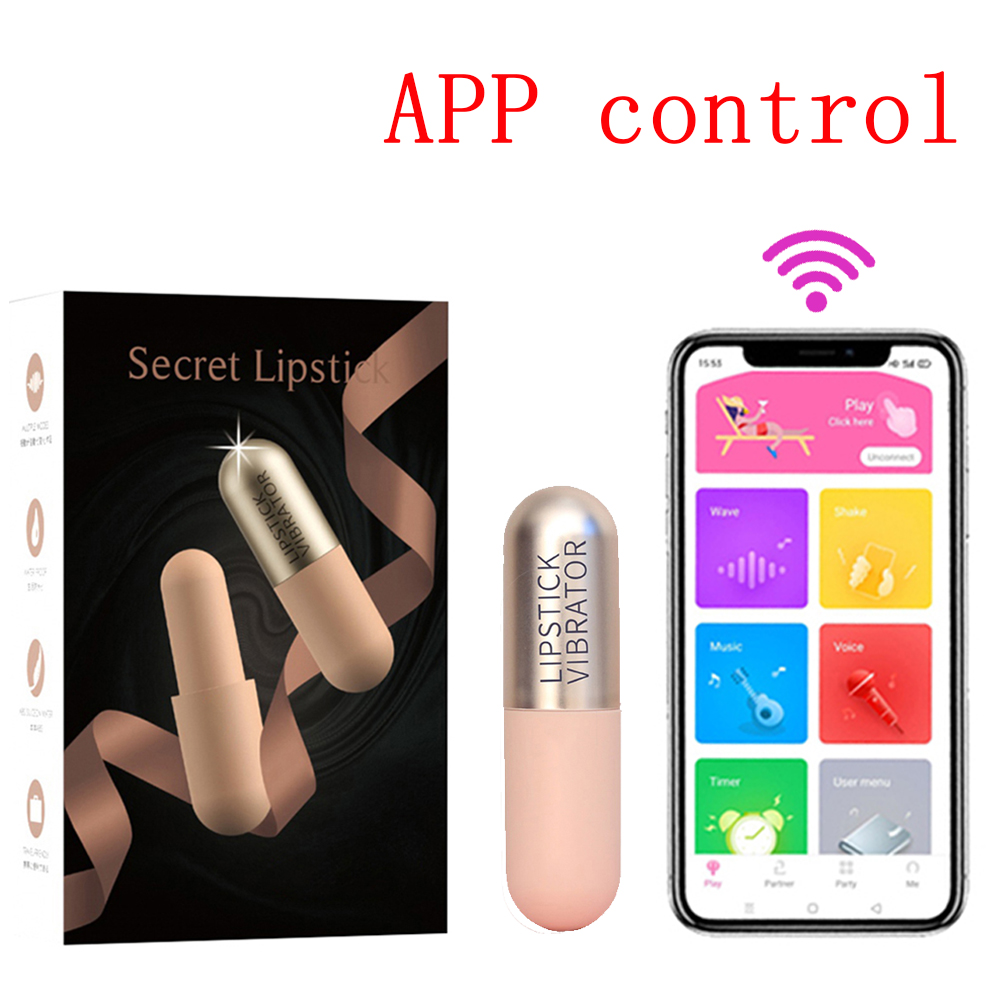 APP control
Secret Lipstick
LIPSTICK
VIBRATOR
LIPSTICK
VIBRATOR
15:53
Play
Click here
Unconnect
Wave
Shake
Music
Voice
Timer
User menu
Play
Partner
Party
Me